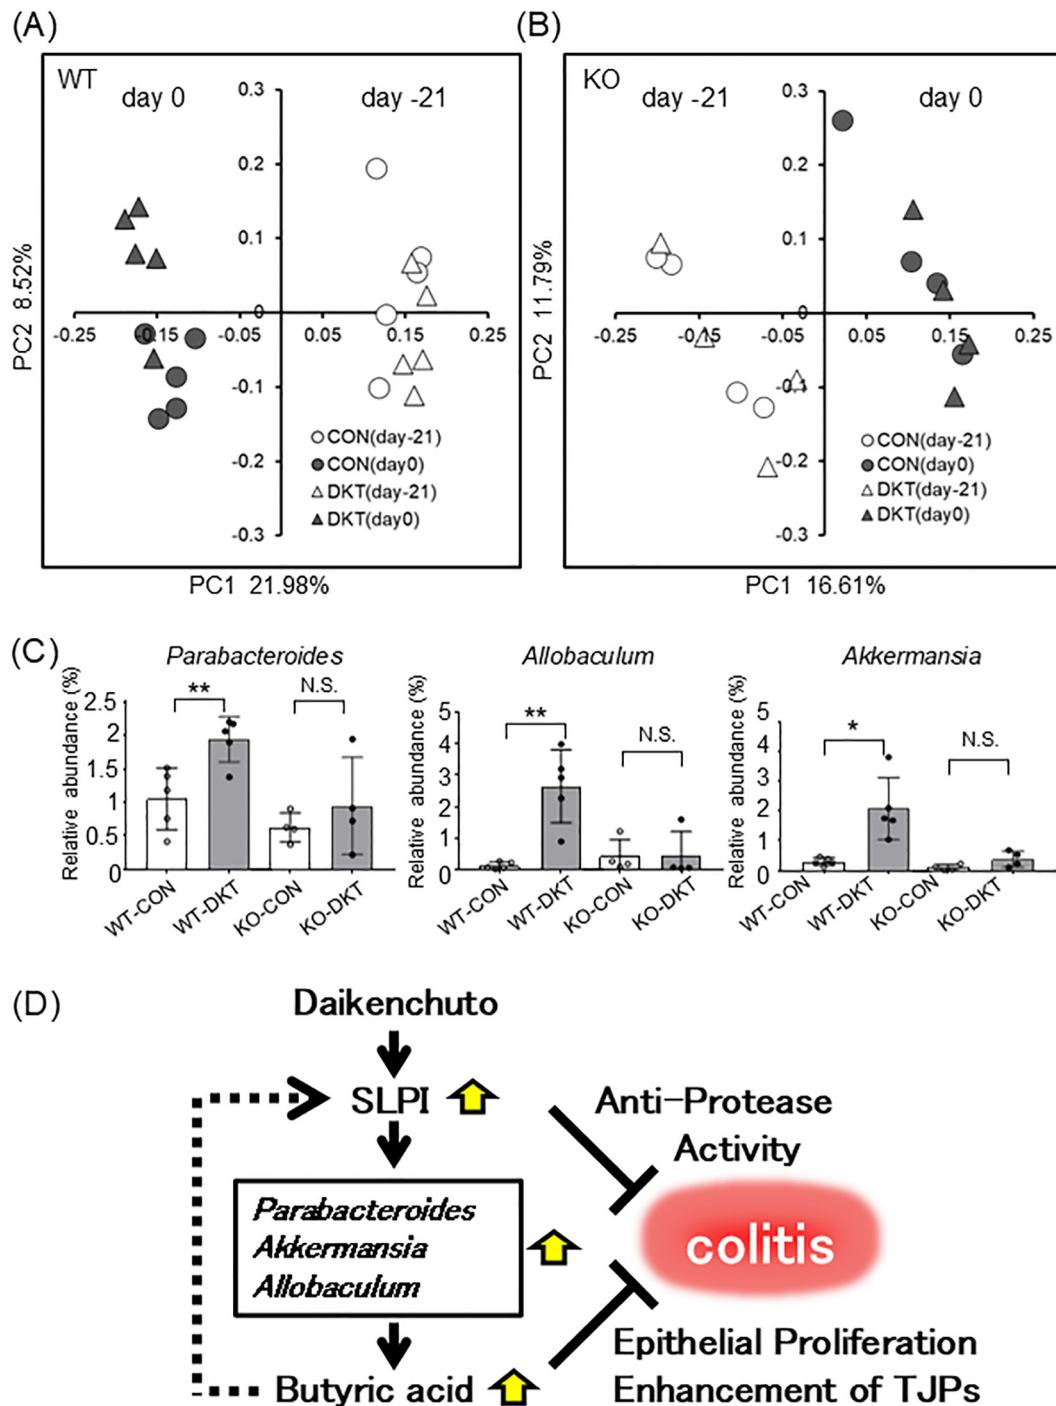 (A)
WT
day 0
day -21
0.3
0.2
0.1
0
-0.25
-0.15
-0.05
0.05
0.15
0.25
-0.1
-0.2
-0.3
PC2 8.52%
CON(day-21)
CON(day0)
DKT(day-21)
DKT(day0)
PC1 21.98%
(B)
KO
day -21
day 0
0.3
0.2
0.1
0
-0.25
-0.15
-0.05
0.05
0.15
0.25
-0.1
-0.2
-0.3
PC2 11.79%
CON(day-21)
CON(day0)
DKT(day-21)
DKT(day0)
PC1 16.61%
(C)
Parabacteroides
Relative abundance (%)
2.5
2
1.5
1
0.5
0
**
N.S.
WT-CON
WT-DKT
KO-CON
KO-DKT
Allobaculum
Relative abundance (%)
5
4
3
2
1
0
**
N.S.
WT-CON
WT-DKT
KO-CON
KO-DKT
Akkermansia
Relative abundance (%)
5
4
3
2
1
0
*
N.S.
WT-CON
WT-DKT
KO-CON
KO-DKT
(D)
Daikenchuto
SLPI
Anti-Protease
Activity
Parabacteroides
Akkermansia
Allobaculum
colitis
Butyric acid
Epithelial Proliferation
Enhancement of TJPs